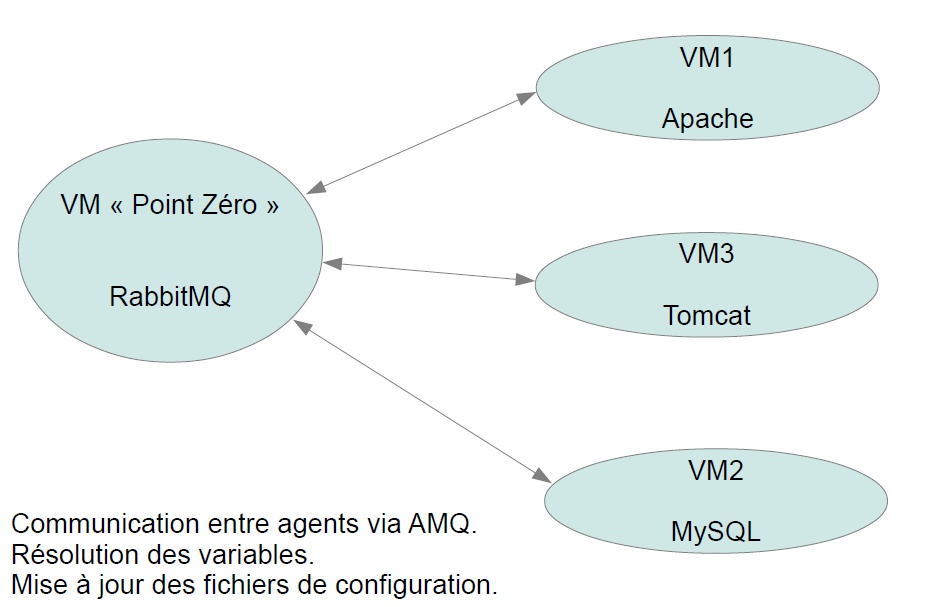 VM1
Apache
VM « Point Zéro »
RabbitMQ
VM3
Tomcat
VM2
MySQL
Communication entre agents via AMQ.
Résolution des variables.
Mise à jour des fichiers de configuration.